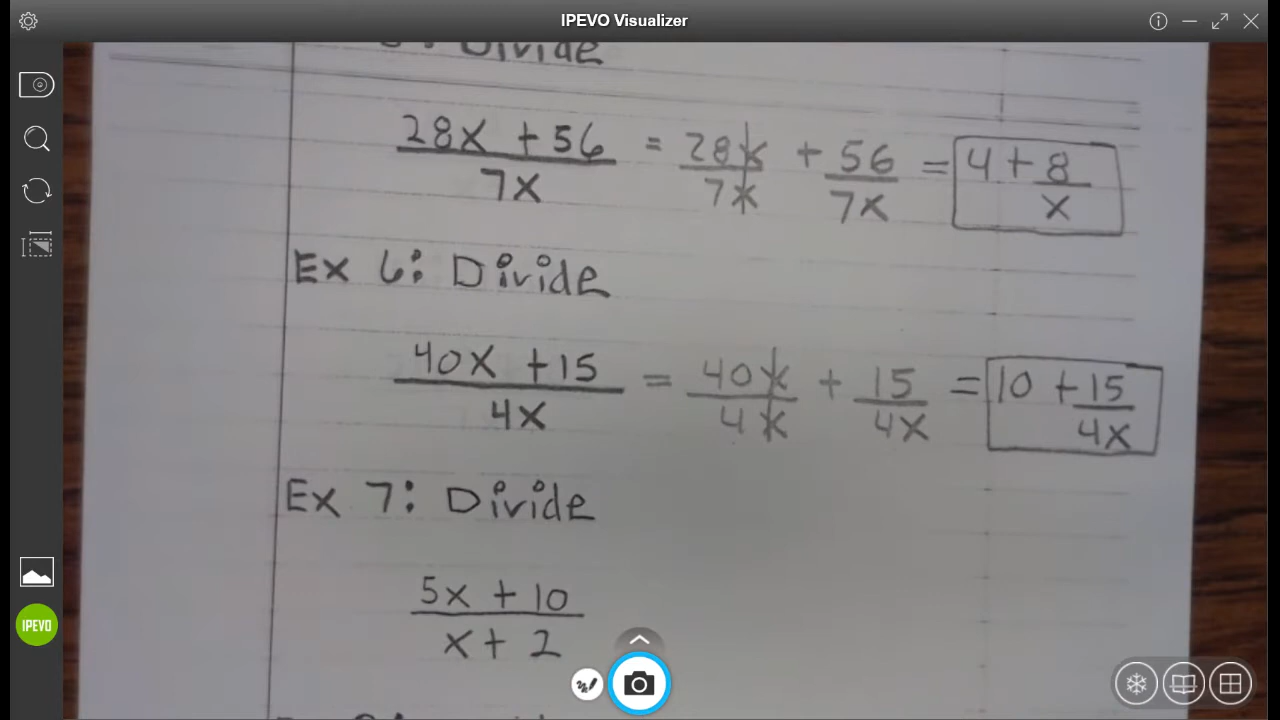 IPEVO Visualizer
Divide
28x + 56 / 7x = 28x / 7x + 56 / 7x = 4 + 8 / x
Ex 6: Divide
40x + 15 / 4x = 40x / 4x + 15 / 4x = 10 + 15 / 4x
Ex 7: Divide
5x + 10 / x + 2
IPEVO